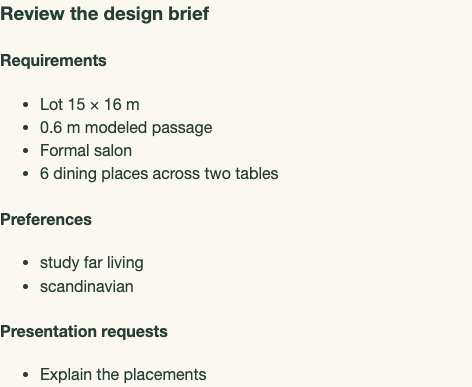 Review the design brief
Requirements
• Lot 15 × 16 m
• 0.6 m modeled passage
• Formal salon
• 6 dining places across two tables
Preferences
• study far living
• scandinavian
Presentation requests
• Explain the placements